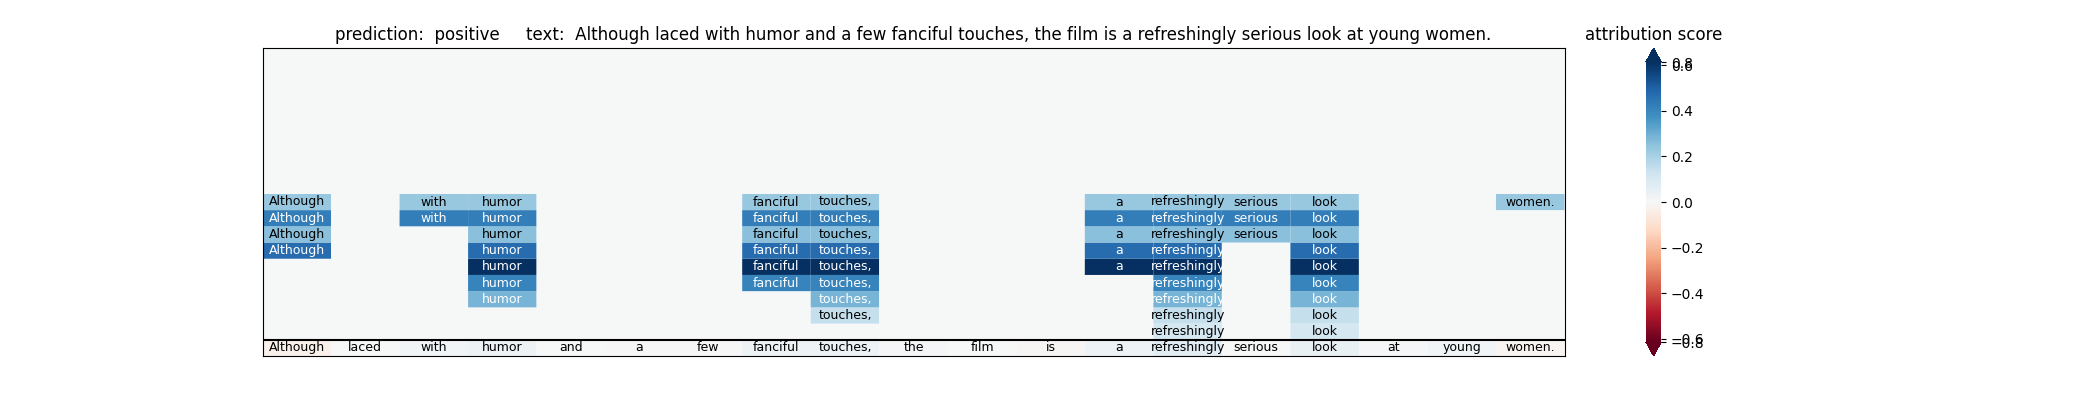 prediction:  positive     text:  Although laced with humor and a few fanciful touches, the film is a refreshingly serious look at young women.
attribution score
0.8
0.6
0.4
0.2
0.0
−0.2
−0.4
−0.6
−0.8
Although with humor fanciful touches, a refreshingly serious look women.
Although with humor fanciful touches, a refreshingly serious look
Although humor fanciful touches, a refreshingly serious look
Although humor fanciful touches, a refreshingly look
humor fanciful touches, a refreshingly look
humor fanciful touches, refreshingly look
humor touches, refreshingly look
touches, refreshingly look
refreshingly look
Although laced with humor and a few fanciful touches, the film is a refreshingly serious look at young women.